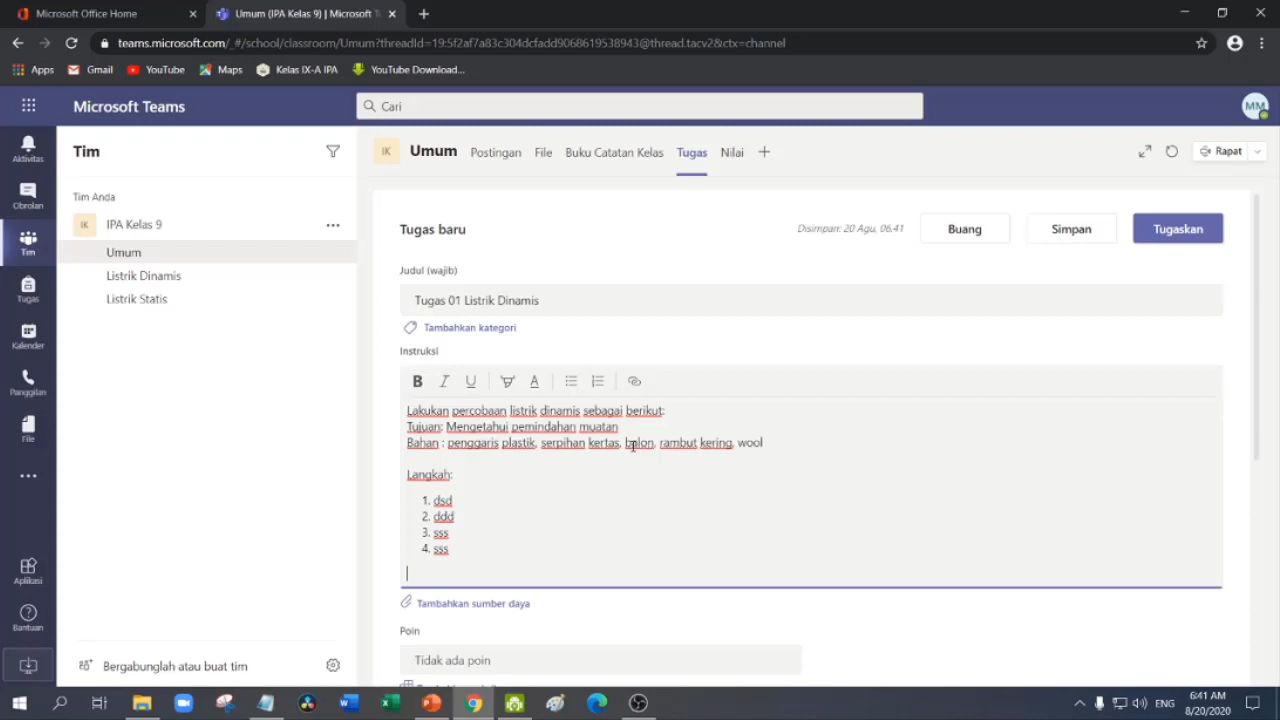 Microsoft Office Home
Umum (IPA Kelas 9) | Microsoft T
teams.microsoft.com/_#/school/classroom/Umum?threadId=19:5f2af7a83c304dcfadd9068619538943@thread.tacv2&ctx=channel
Apps
Gmail
YouTube
Maps
Kelas IX-A IPA
YouTube Download...
Microsoft Teams
Cari
MM
Aktivitas
Obrolan
Tim
Tugas
Kalender
Panggilan
File
Aplikasi
Bantuan
Tim
Tim Anda
IK
IPA Kelas 9
Umum
Listrik Dinamis
Listrik Statis
Bergabunglah atau buat tim
IK
Umum
Postingan
File
Buku Catatan Kelas
Tugas
Nilai
Rapat
Tugas baru
Disimpan: 20 Agu, 06.41
Buang
Simpan
Tugaskan
Judul (wajib)
Tugas 01 Listrik Dinamis
Tambahkan kategori
Instruksi
B I U A
Lakukan percobaan listrik dinamis sebagai berikut:
Tujuan: Mengetahui pemindahan muatan
Bahan : penggaris plastik, serpihan kertas, balon, rambut kering, wool
Langkah:
1. dsd
2. ddd
3. sss
4. sss
Tambahkan sumber daya
Poin
Tidak ada poin
ENG
6:41 AM
8/20/2020